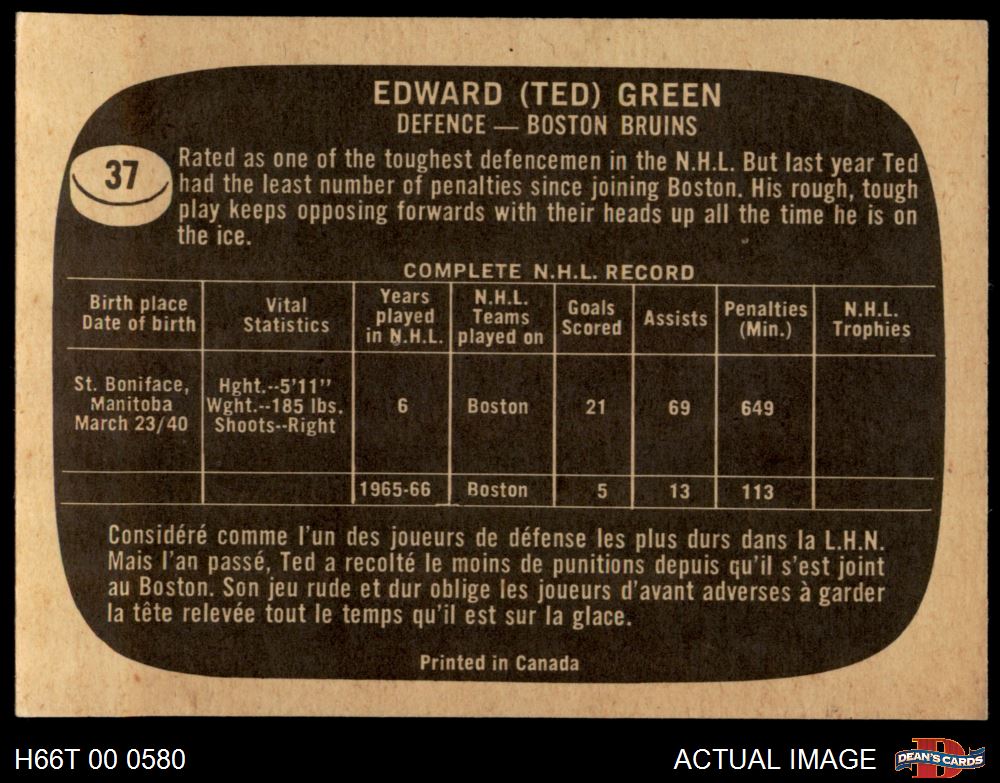 EDWARD (TED) GREEN
DEFENCE — BOSTON BRUINS
37
Rated as one of the toughest defencemen in the N.H.L. But last year Ted
had the least number of penalties since joining Boston. His rough, tough
play keeps opposing forwards with their heads up all the time he is on
the ice.
COMPLETE N.H.L. RECORD
Birth place
Date of birth
Vital
Statistics
Years
played
in N.H.L.
N.H.L.
Teams
played on
Goals
Scored
Assists
Penalties
(Min.)
N.H.L.
Trophies
St. Boniface,
Manitoba
March 23/40
Hght.--5'11"
Wght.--185 lbs.
Shoots--Right
6
Boston
21
69
649
1965-66
Boston
5
13
113
Considéré comme l'un des joueurs de défense les plus durs dans la L.H.N.
Mais l'an passé, Ted a recolté le moins de punitions depuis qu'il s'est joint
au Boston. Son jeu rude et dur oblige les joueurs d'avant adverses à garder
la tête relevée tout le temps qu'il est sur la glace.
Printed in Canada
H66T 00 0580
ACTUAL IMAGE
D
DEAN'S CARDS